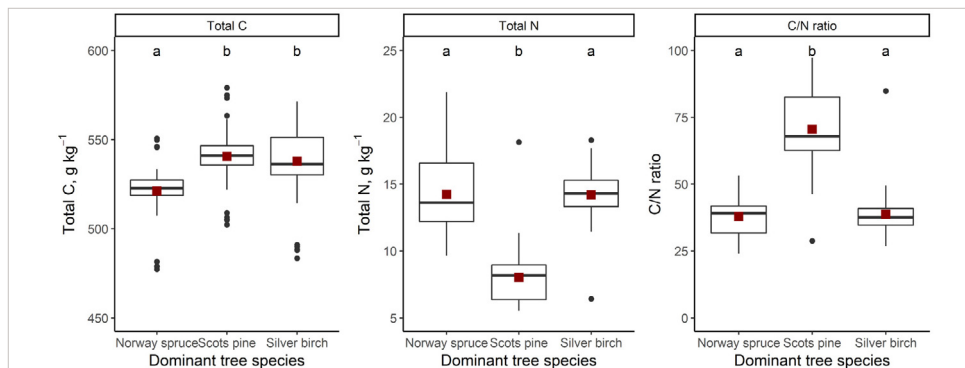 Total C
Total N
C/N ratio
600
550
500
450
Total C, g kg⁻¹
a
b
b
Norway spruce Scots pine Silver birch
Dominant tree species
25
20
15
10
5
Total N, g kg⁻¹
a
b
a
Norway spruce Scots pine Silver birch
Dominant tree species
100
75
50
25
0
C/N ratio
a
b
a
Norway spruce Scots pine Silver birch
Dominant tree species